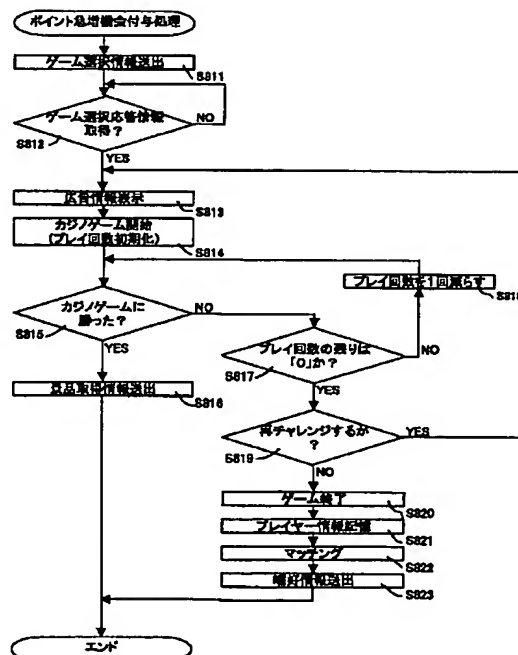 ポイント急増機会付与処理
ゲーム選択情報送出
S811
ゲーム選択応答情報
取得？
NO
S812
YES
広告情報表示
S813
カジノゲーム開始
(プレイ回数初期化)
S814
プレイ回数を1回減らす
S818
カジノゲームに
勝った？
NO
S815
YES
プレイ回数の残りは
「0」か？
NO
S817
YES
景品取得情報送出
S816
再チャレンジするか
？
YES
S819
NO
ゲーム終了
S820
プレイヤー情報記憶
S821
マッチング
S822
嗜好情報送出
S823
エンド